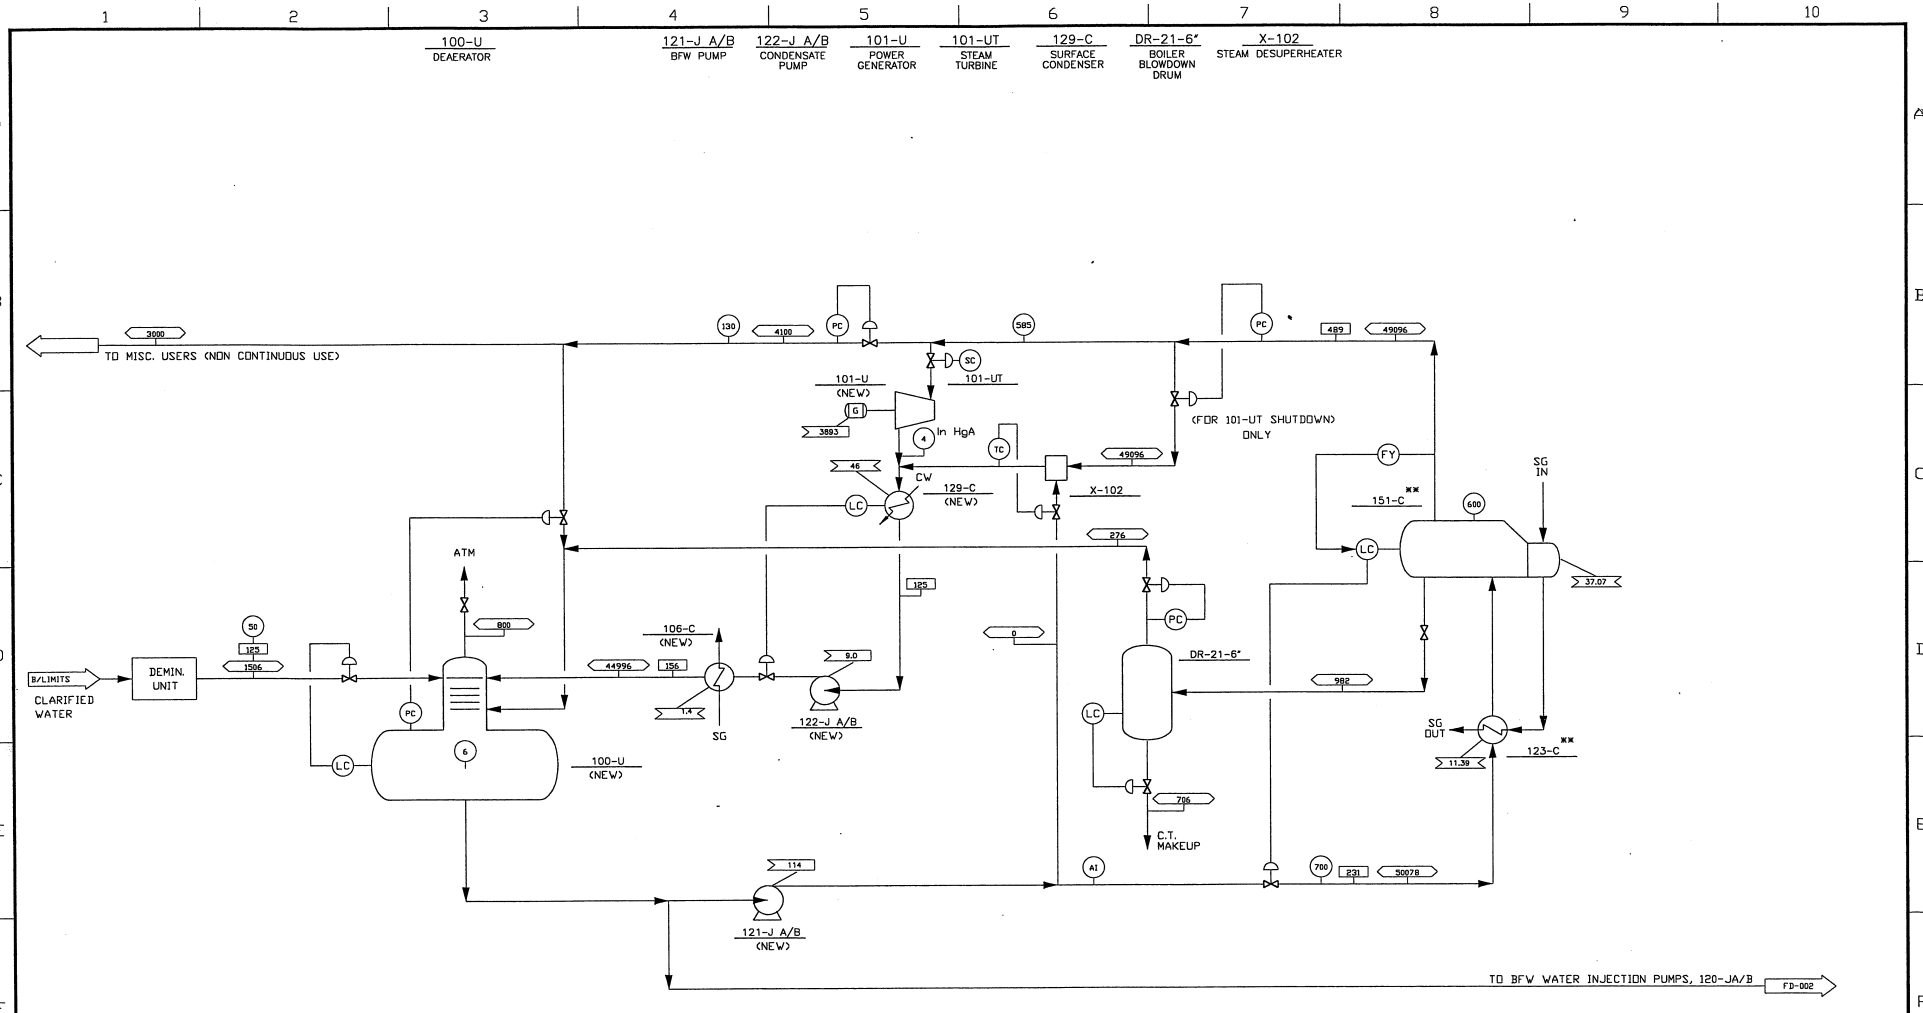 1 2 3 4 5 6 7 8 9 10
100-U
DEAERATOR
121-J A/B
BFW PUMP
122-J A/B
CONDENSATE
PUMP
101-U
POWER
GENERATOR
101-UT
STEAM
TURBINE
129-C
SURFACE
CONDENSER
DR-21-6"
BOILER
BLOWDOWN
DRUM
X-102
STEAM DESUPERHEATER
A
B
3000
TO MISC. USERS (NON CONTINUOUS USE)
130
4100
PC
585
PC
489
49096
SC
101-U
(NEW)
101-UT
G
3893
4
In HgA
(FOR 101-UT SHUTDOWN)
ONLY
TC
49096
FY
46
CW
129-C
(NEW)
LC
X-102
SG
IN
C
**
151-C
600
LC
37.07
276
ATM
125
800
PC
50
125
1506
106-C
(NEW)
0
9.0
DR-21-6"
D
B/LIMITS
DEMIN.
UNIT
44996
156
982
CLARIFIED
WATER
PC
1.4
SG
122-J A/B
(NEW)
LC
SG
OUT
**
123-C
11.39
LC
6
100-U
(NEW)
706
C.T.
MAKEUP
E
E
114
AI
700
231
50078
121-J A/B
(NEW)
TO BFW WATER INJECTION PUMPS, 120-JA/B
FD-002
F
F